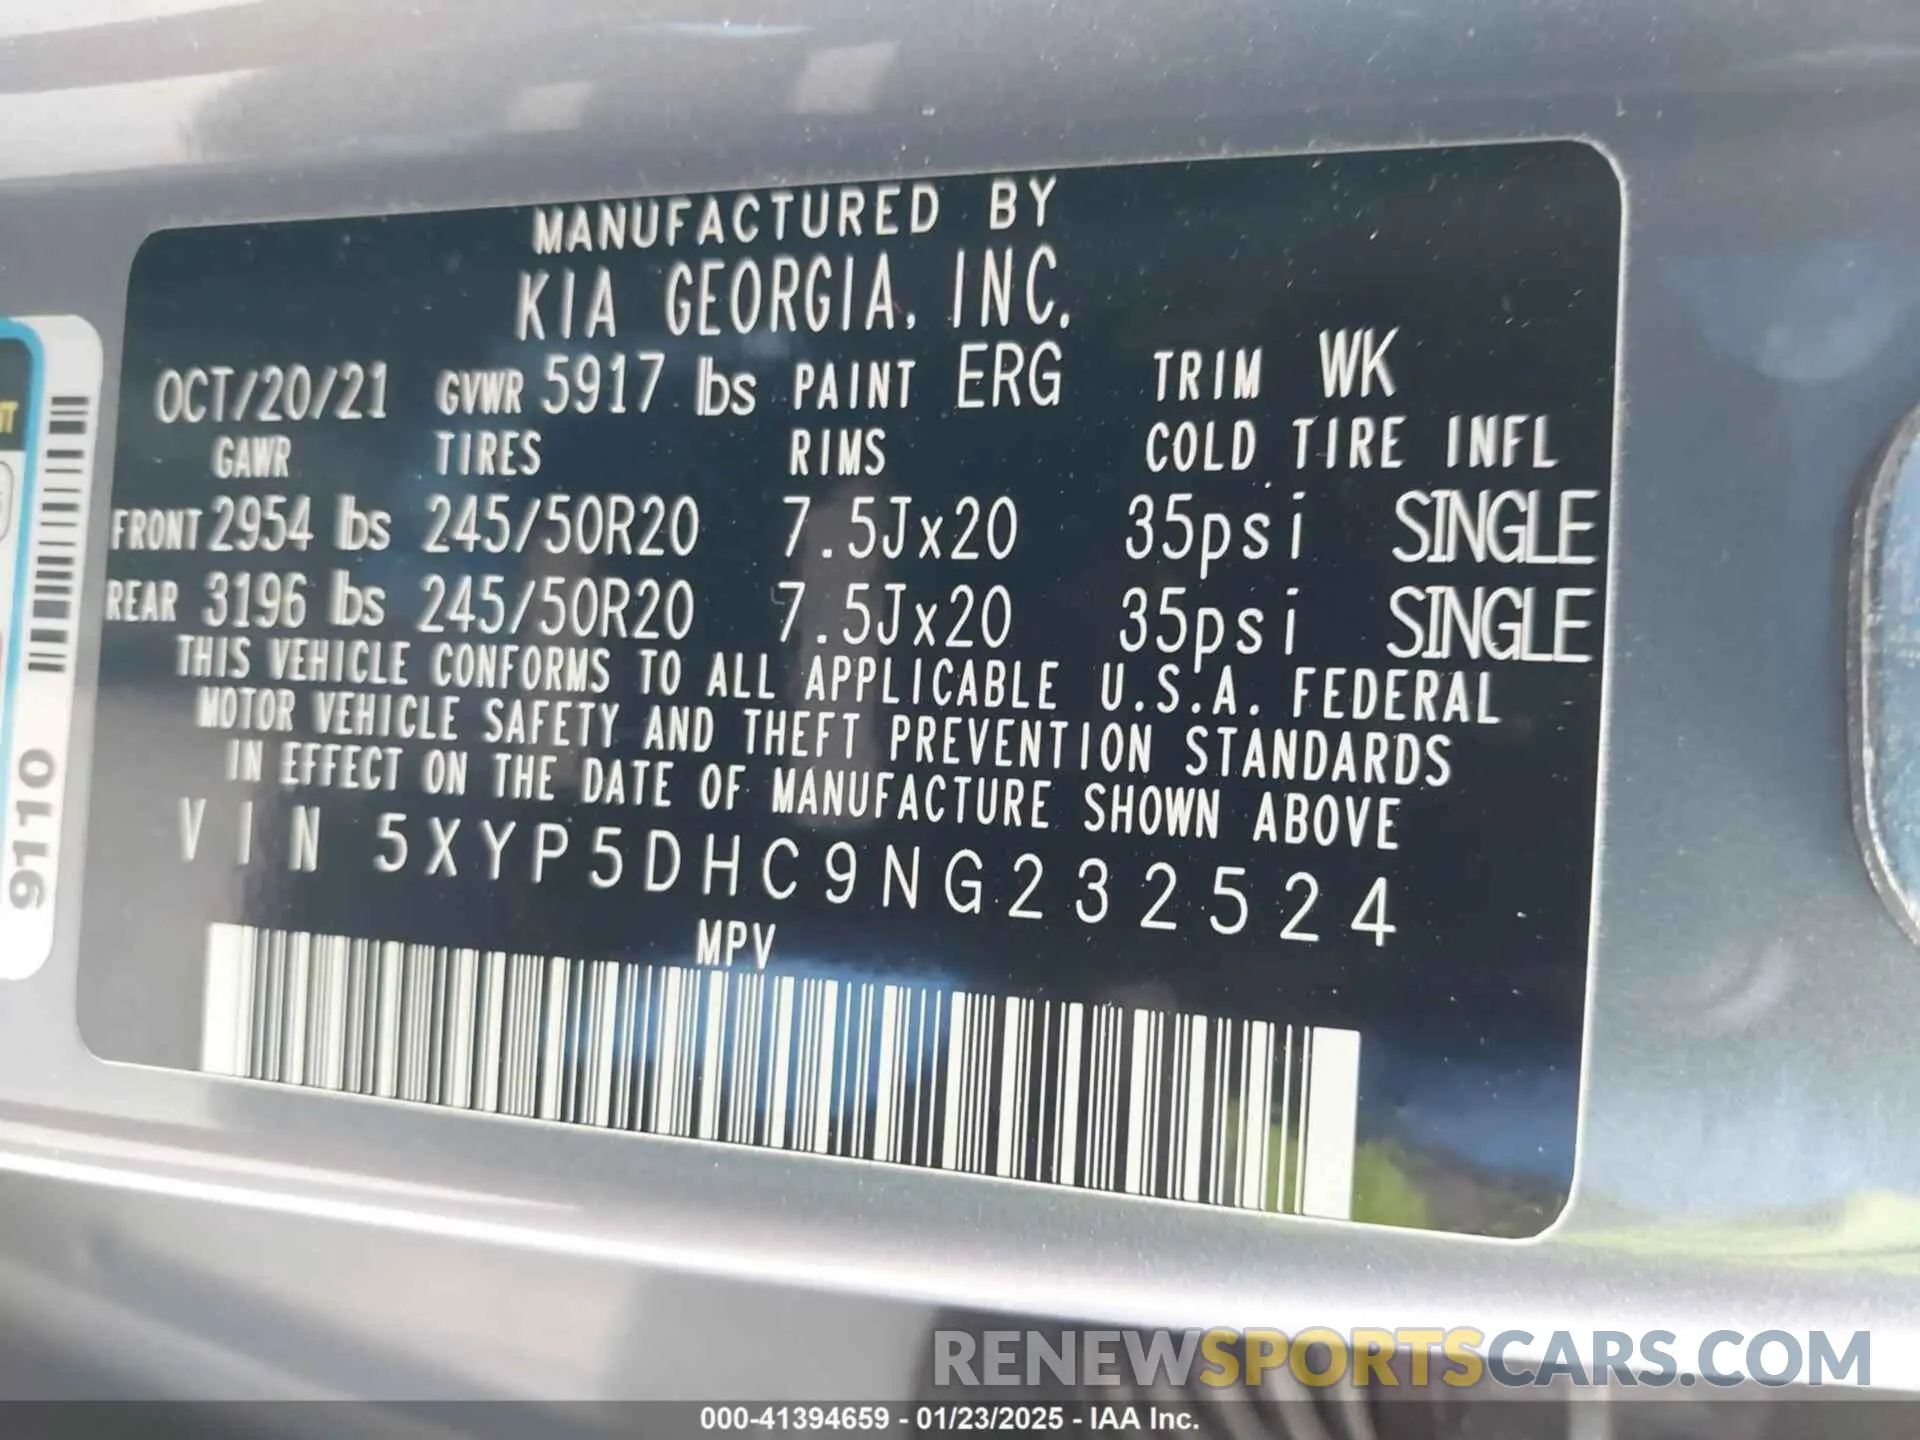 MANUFACTURED BY
KIA GEORGIA, INC.
OCT/20/21 GVWR 5917 lbs PAINT ERG TRIM WK
GAWR TIRES RIMS COLD TIRE INFL
FRONT 2954 lbs 245/50R20 7.5Jx20 35psi SINGLE
REAR 3196 lbs 245/50R20 7.5Jx20 35psi SINGLE
THIS VEHICLE CONFORMS TO ALL APPLICABLE U.S.A. FEDERAL
MOTOR VEHICLE SAFETY AND THEFT PREVENTION STANDARDS
IN EFFECT ON THE DATE OF MANUFACTURE SHOWN ABOVE
VIN 5XYP5DHC9NG232524
MPV
9110
RENEWSPORTSCARS.COM
000-41394659 - 01/23/2025 - IAA Inc.